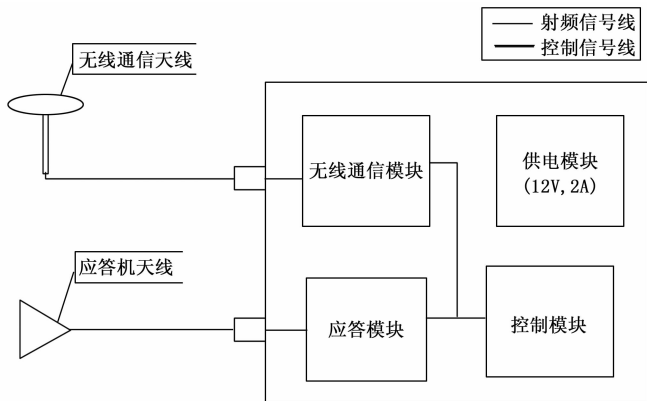 射频信号线
控制信号线
无线通信天线
无线通信模块
供电模块
(12V,2A)
应答机天线
应答模块
控制模块